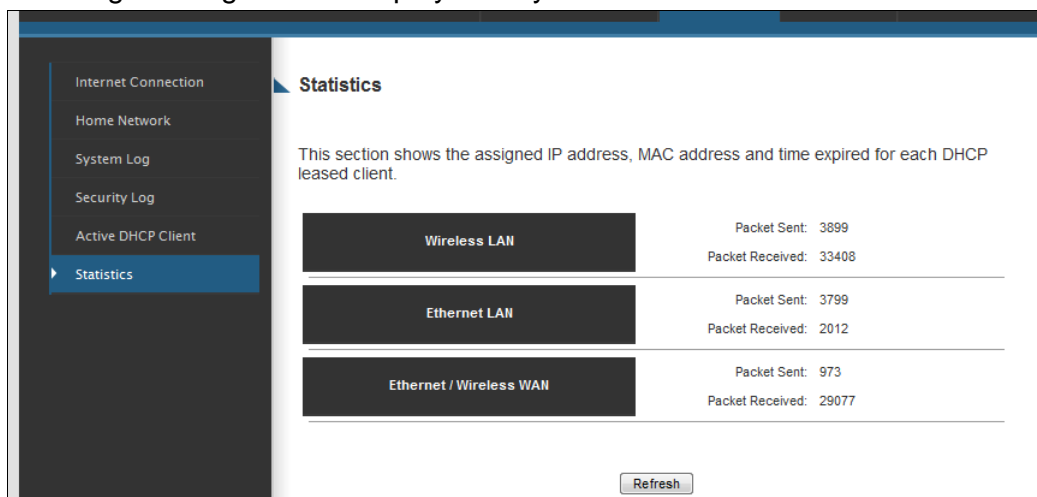 Internet Connection
Home Network
System Log
Security Log
Active DHCP Client
Statistics
Statistics
This section shows the assigned IP address, MAC address and time expired for each DHCP
leased client.
Wireless LAN
Packet Sent: 3899
Packet Received: 33408
Ethernet LAN
Packet Sent: 3799
Packet Received: 2012
Ethernet / Wireless WAN
Packet Sent: 973
Packet Received: 29077
Refresh